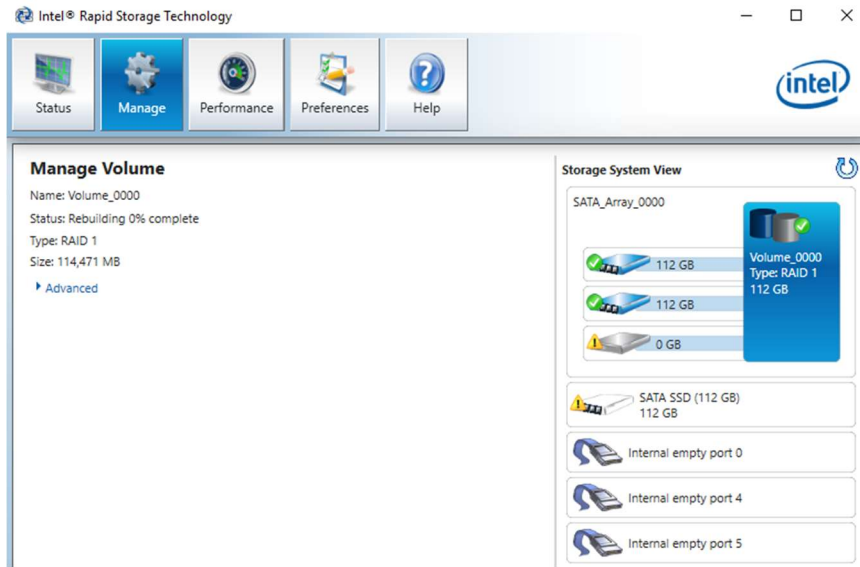 Intel® Rapid Storage Technology
Status
Manage
Performance
Preferences
Help
intel
Manage Volume
Name: Volume_0000
Status: Rebuilding 0% complete
Type: RAID 1
Size: 114,471 MB
Advanced
Storage System View
SATA_Array_0000
112 GB
112 GB
0 GB
Volume_0000
Type: RAID 1
112 GB
SATA SSD (112 GB)
112 GB
Internal empty port 0
Internal empty port 4
Internal empty port 5